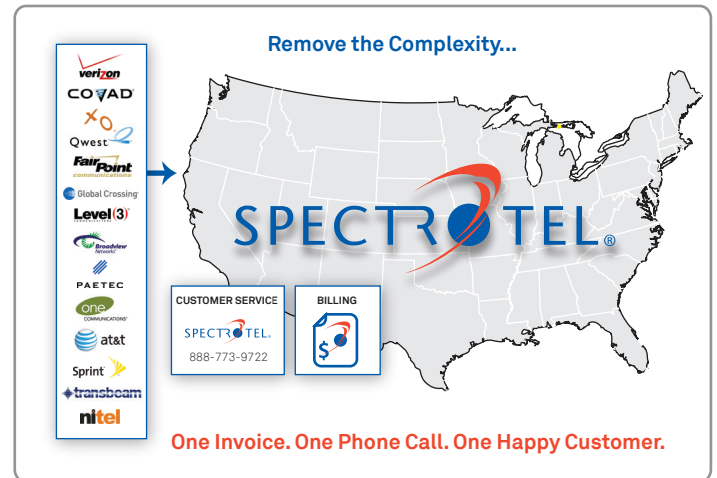 Remove the Complexity...
verizon
COVAD
XO
Qwest
FairPoint
communications
Global Crossing
Level(3)
COMMUNICATIONS
Broadview
Networks
PAETEC
one
COMMUNICATIONS
at&t
Sprint
transbeam
nitel
SPECTROTEL®
CUSTOMER SERVICE
SPECTROTEL
888-773-9722
BILLING
$
One Invoice. One Phone Call. One Happy Customer.